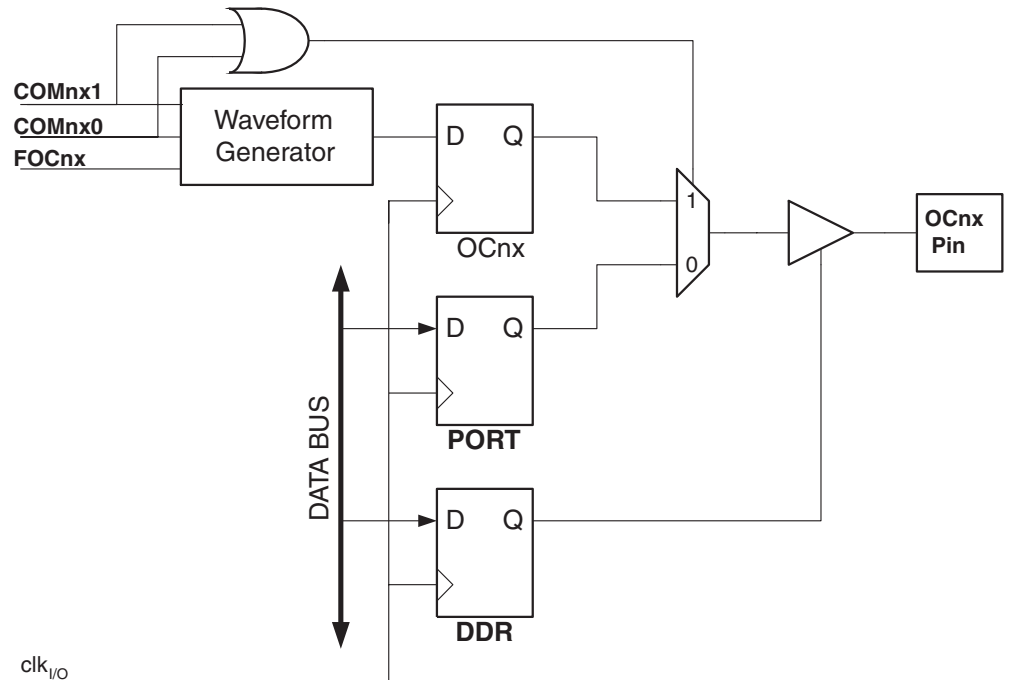 COMnx1
COMnx0
FOCnx
Waveform
Generator
D Q
OCnx
1
0
OCnx
Pin
D Q
PORT
DATA BUS
D Q
DDR
clkI/O